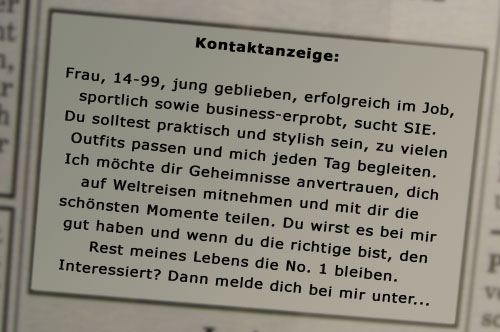 Kontaktanzeige:
Frau, 14-99, jung geblieben, erfolgreich im Job,
sportlich sowie business-erprobt, sucht SIE.
Du solltest praktisch und stylish sein, zu vielen
Outfits passen und mich jeden Tag begleiten.
Ich möchte dir Geheimnisse anvertrauen, dich
auf Weltreisen mitnehmen und mit dir die
schönsten Momente teilen. Du wirst es bei mir
gut haben und wenn du die richtige bist, den
Rest meines Lebens die No. 1 bleiben.
Interessiert? Dann melde dich bei mir unter...